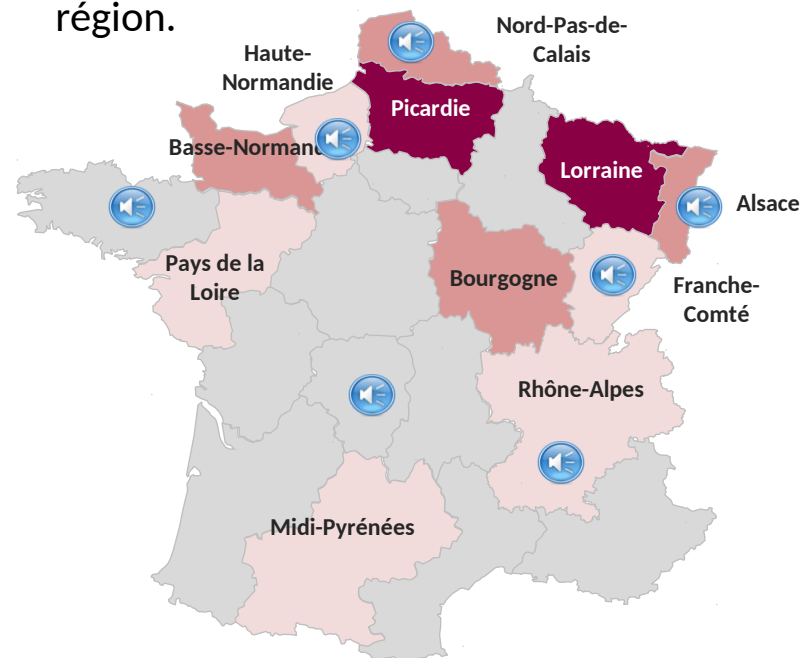 région.
Nord-Pas-de-
Calais
Haute-
Normandie
Picardie
Basse-Normand
Lorraine
Alsace
Pays de la
Loire
Bourgogne
Franche-
Comté
Rhône-Alpes
Midi-Pyrénées